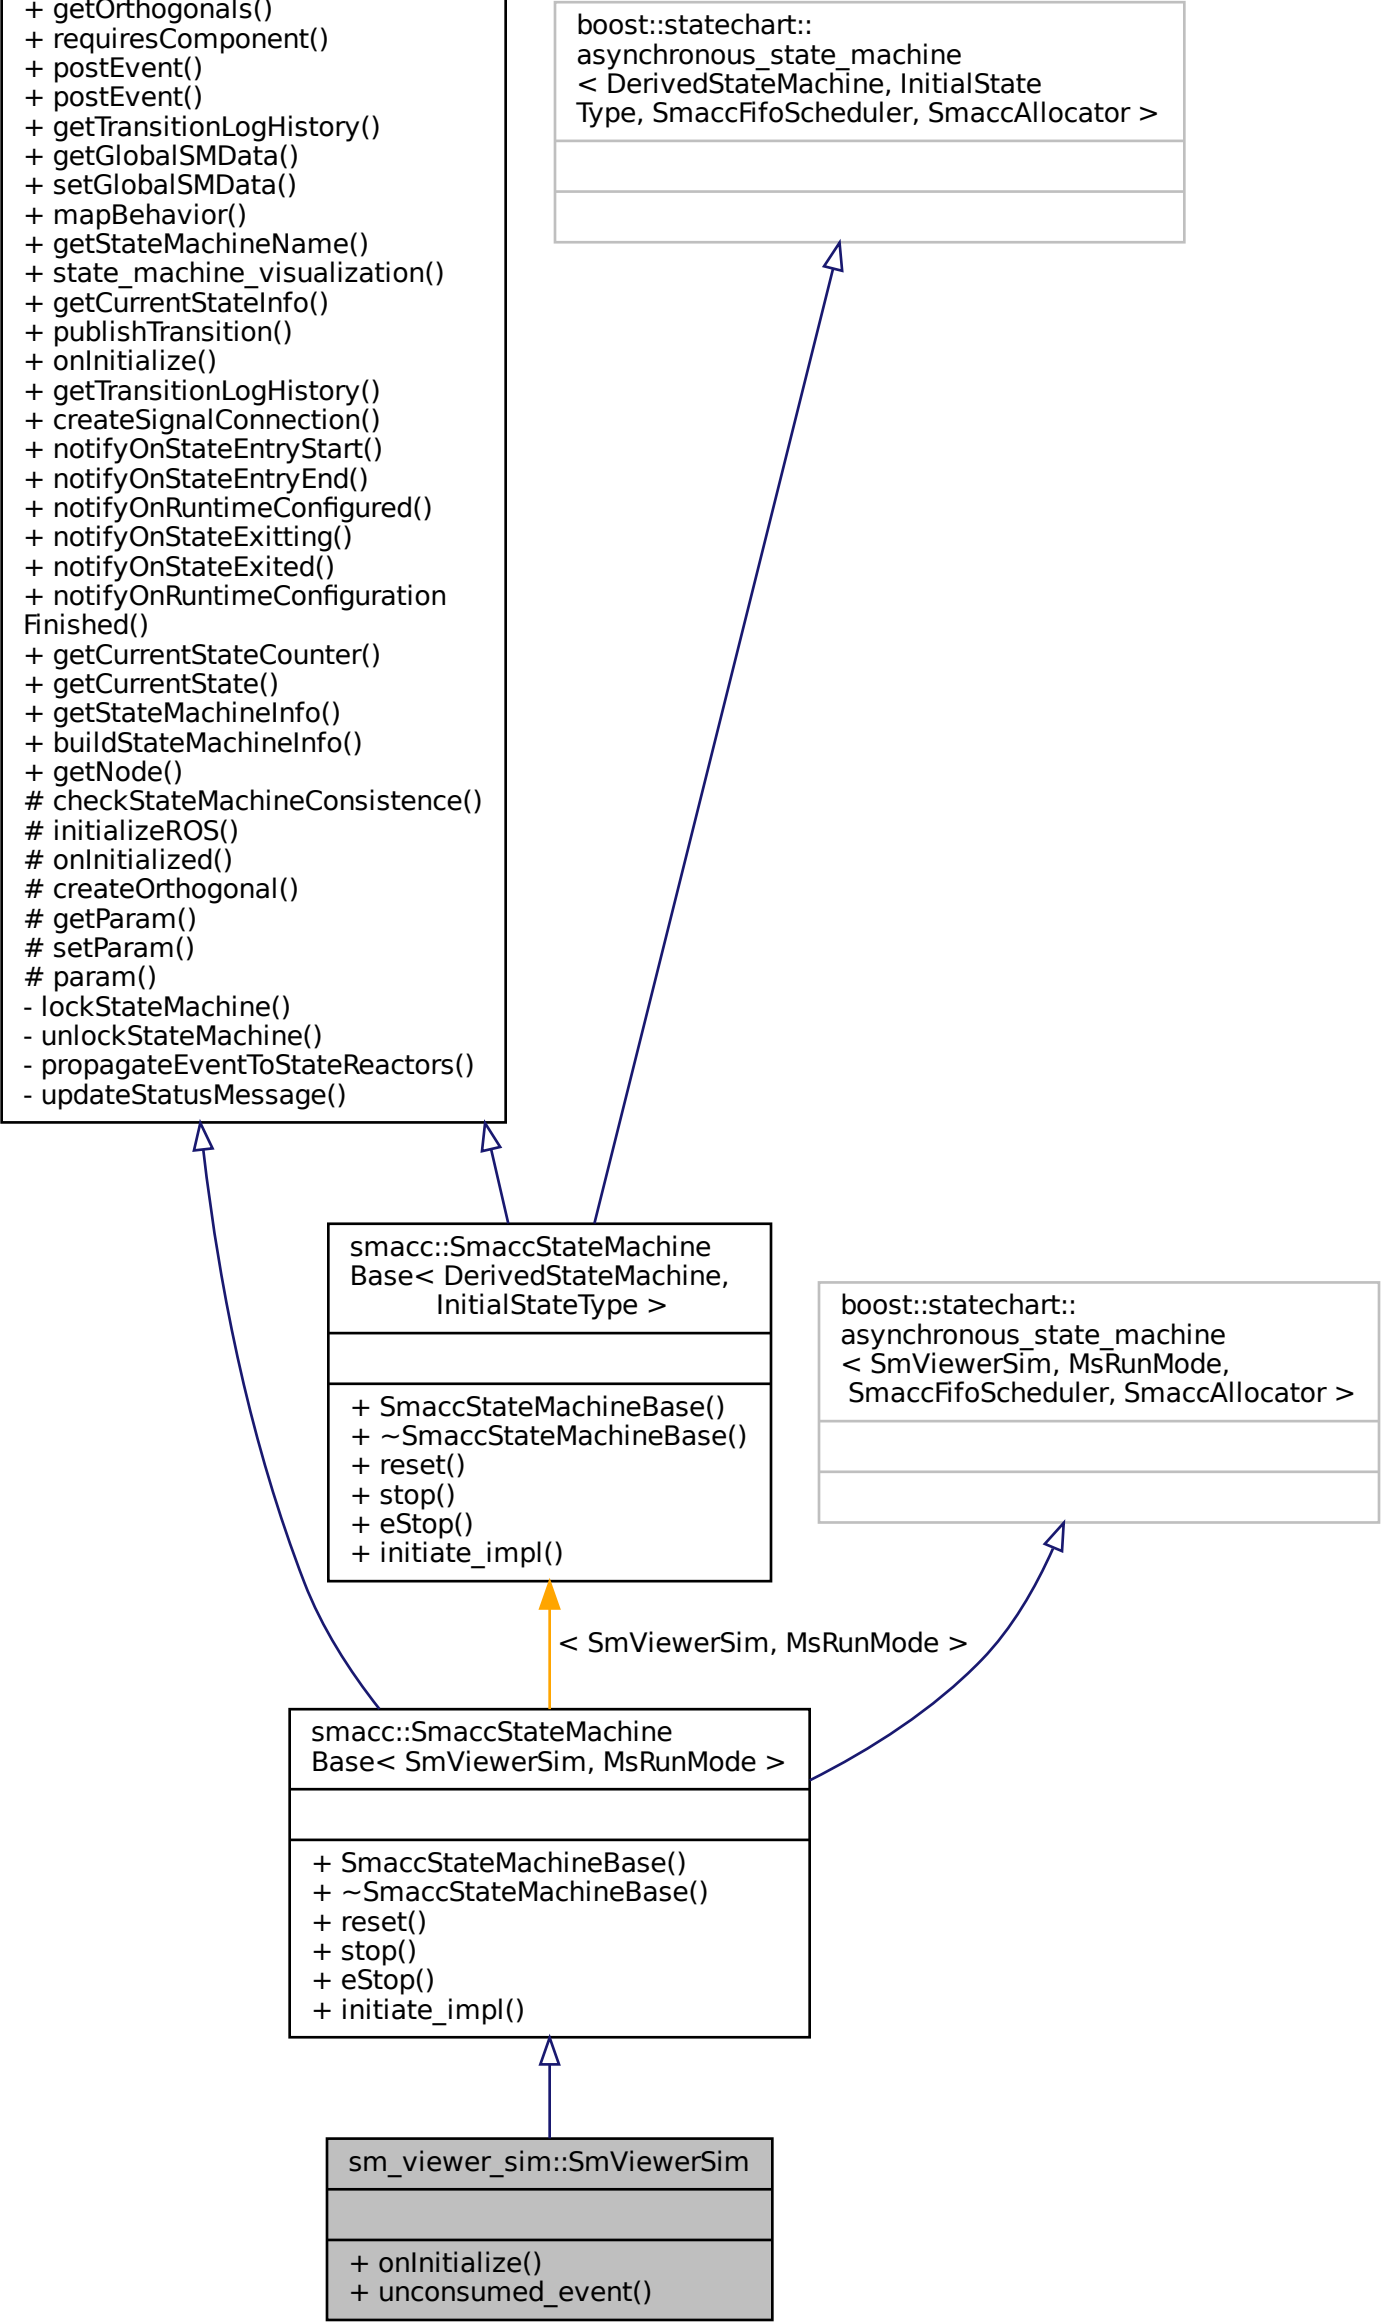 + getOrthogonals()
+ requiresComponent()
+ postEvent()
+ postEvent()
+ getTransitionLogHistory()
+ getGlobalSMData()
+ setGlobalSMData()
+ mapBehavior()
+ getStateMachineName()
+ state_machine_visualization()
+ getCurrentStateInfo()
+ publishTransition()
+ onInitialize()
+ getTransitionLogHistory()
+ createSignalConnection()
+ notifyOnStateEntryStart()
+ notifyOnStateEntryEnd()
+ notifyOnRuntimeConfigured()
+ notifyOnStateExitting()
+ notifyOnStateExited()
+ notifyOnRuntimeConfiguration
Finished()
+ getCurrentStateCounter()
+ getCurrentState()
+ getStateMachineInfo()
+ buildStateMachineInfo()
+ getNode()
# checkStateMachineConsistence()
# initializeROS()
# onInitialized()
# createOrthogonal()
# getParam()
# setParam()
# param()
- lockStateMachine()
- unlockStateMachine()
- propagateEventToStateReactors()
- updateStatusMessage()
boost::statechart::
asynchronous_state_machine
< DerivedStateMachine, InitialState
Type, SmaccFifoScheduler, SmaccAllocator >
smacc::SmaccStateMachine
Base< DerivedStateMachine,
InitialStateType >
+ SmaccStateMachineBase()
+ ~SmaccStateMachineBase()
+ reset()
+ stop()
+ eStop()
+ initiate_impl()
boost::statechart::
asynchronous_state_machine
< SmViewerSim, MsRunMode,
SmaccFifoScheduler, SmaccAllocator >
< SmViewerSim, MsRunMode >
smacc::SmaccStateMachine
Base< SmViewerSim, MsRunMode >
+ SmaccStateMachineBase()
+ ~SmaccStateMachineBase()
+ reset()
+ stop()
+ eStop()
+ initiate_impl()
sm_viewer_sim::SmViewerSim
+ onInitialize()
+ unconsumed_event()